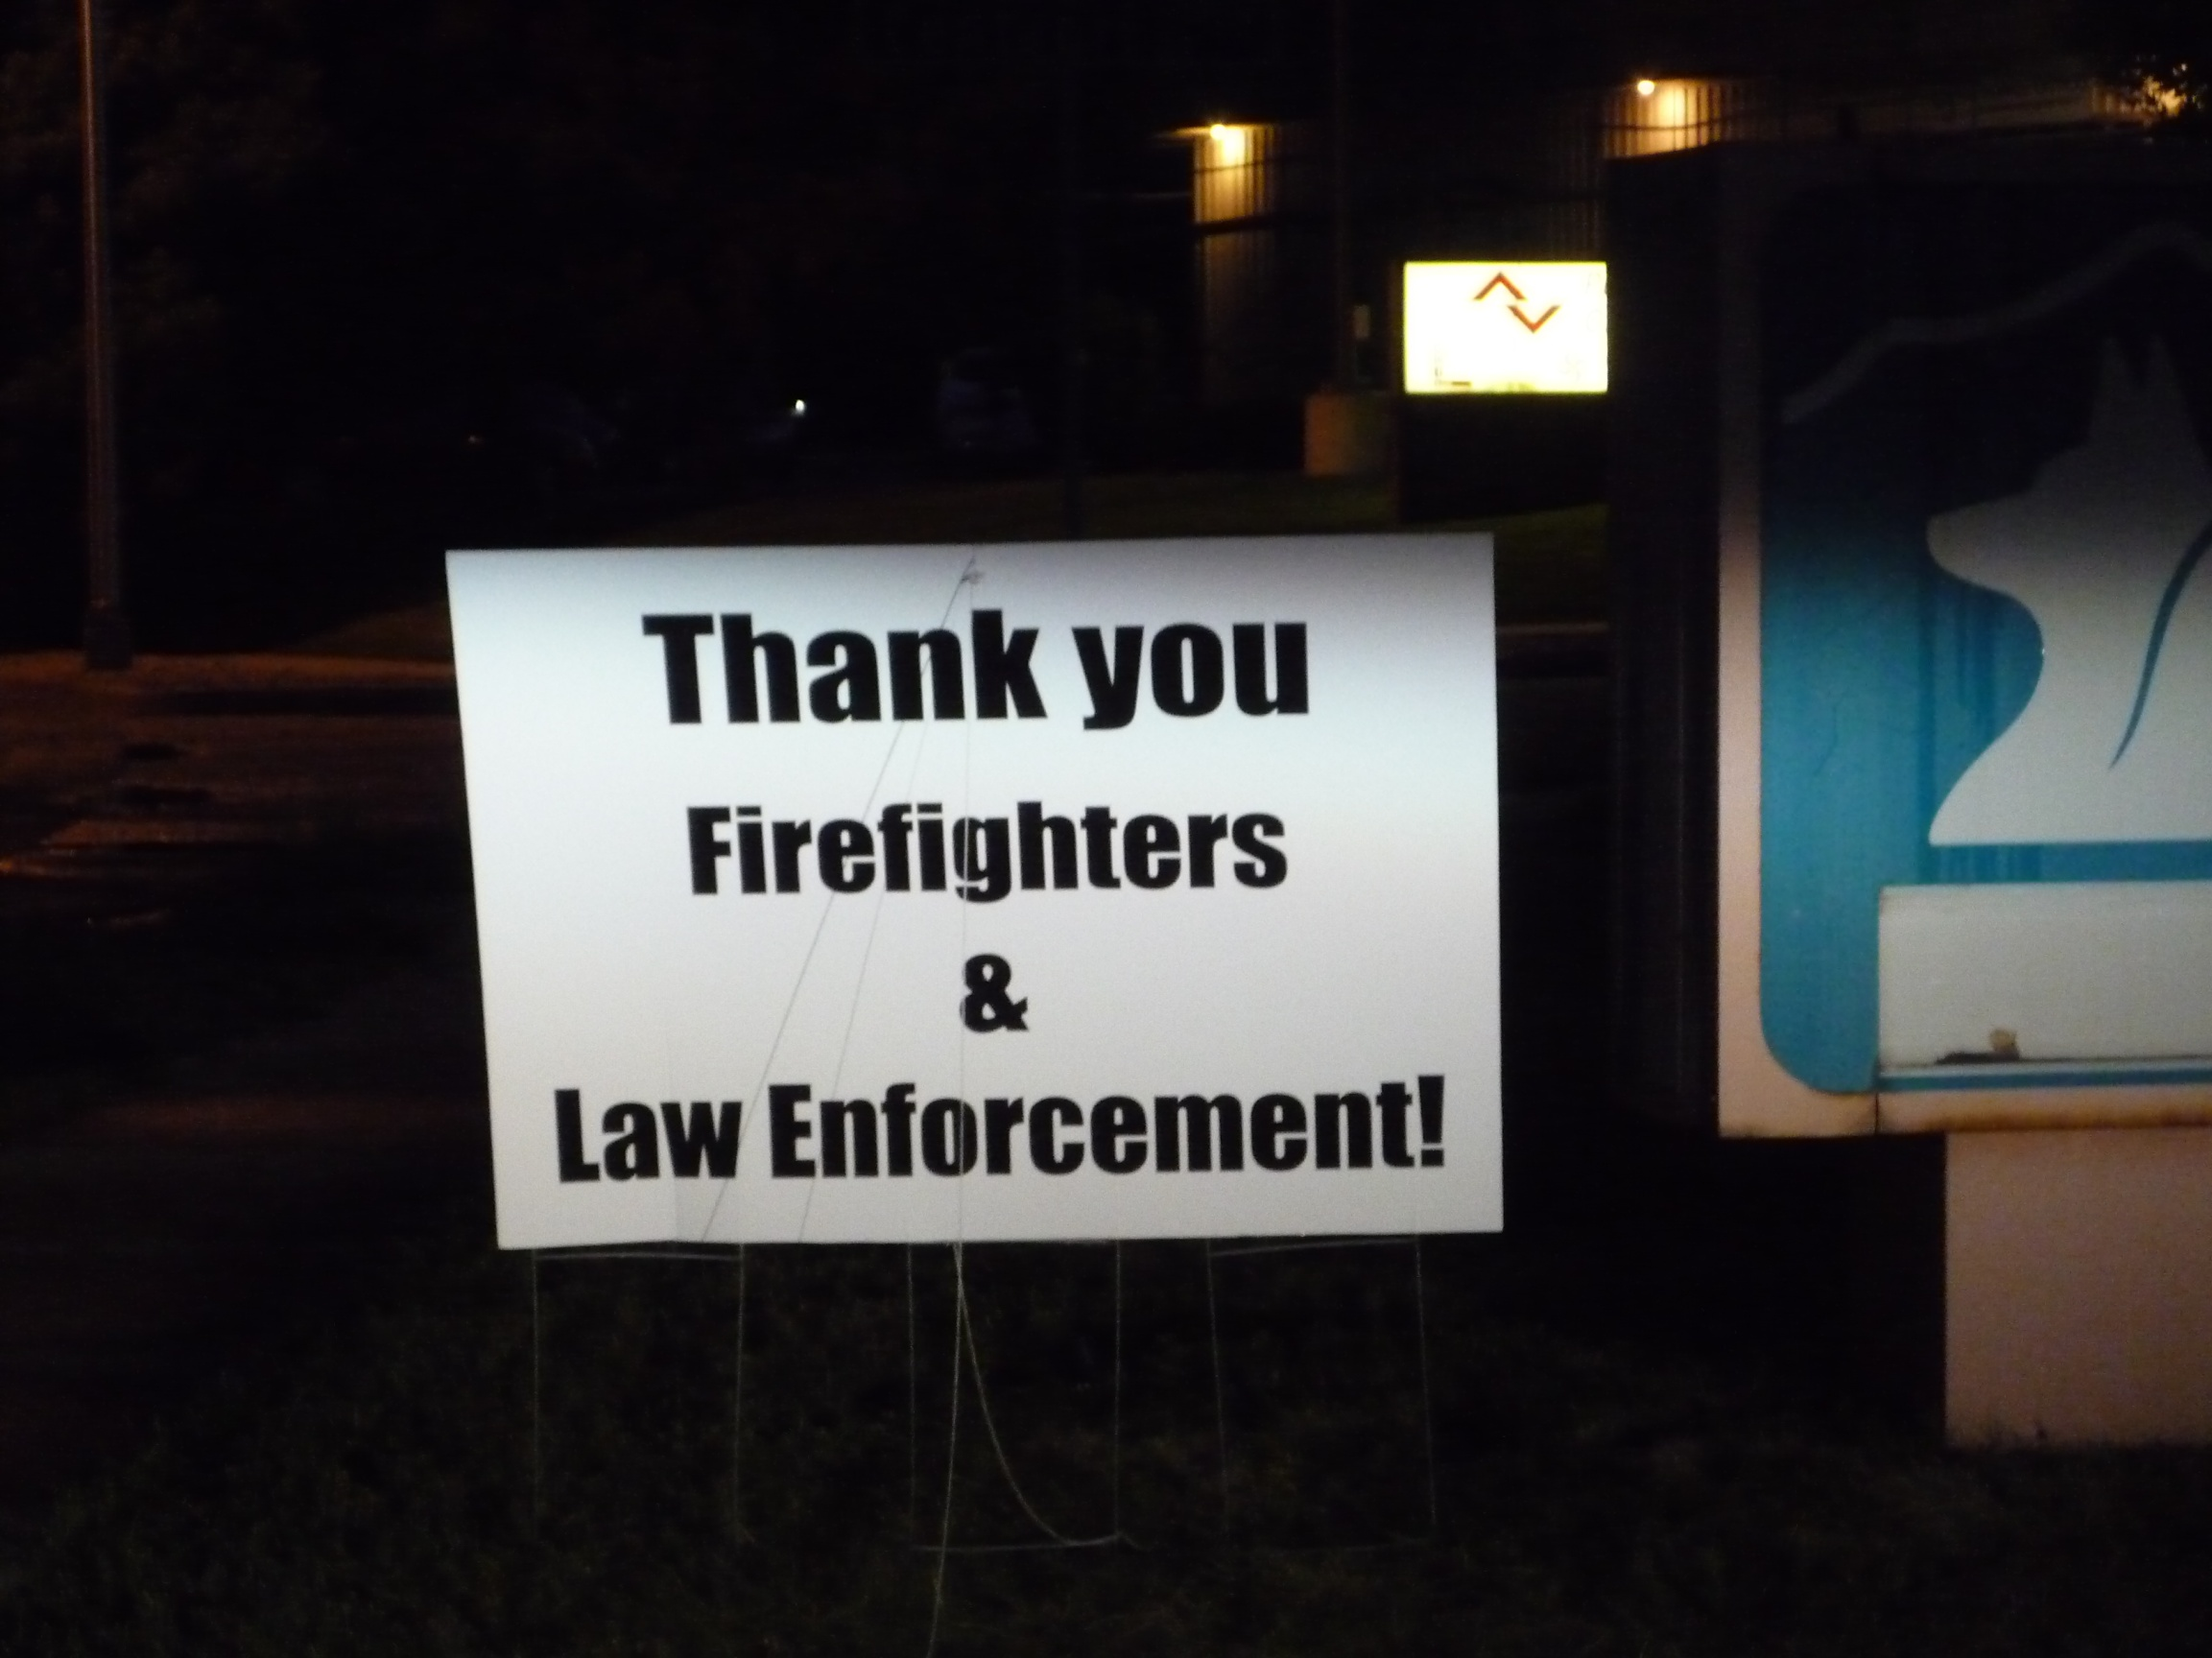 Thank you
Firefighters
&
Law Enforcement!